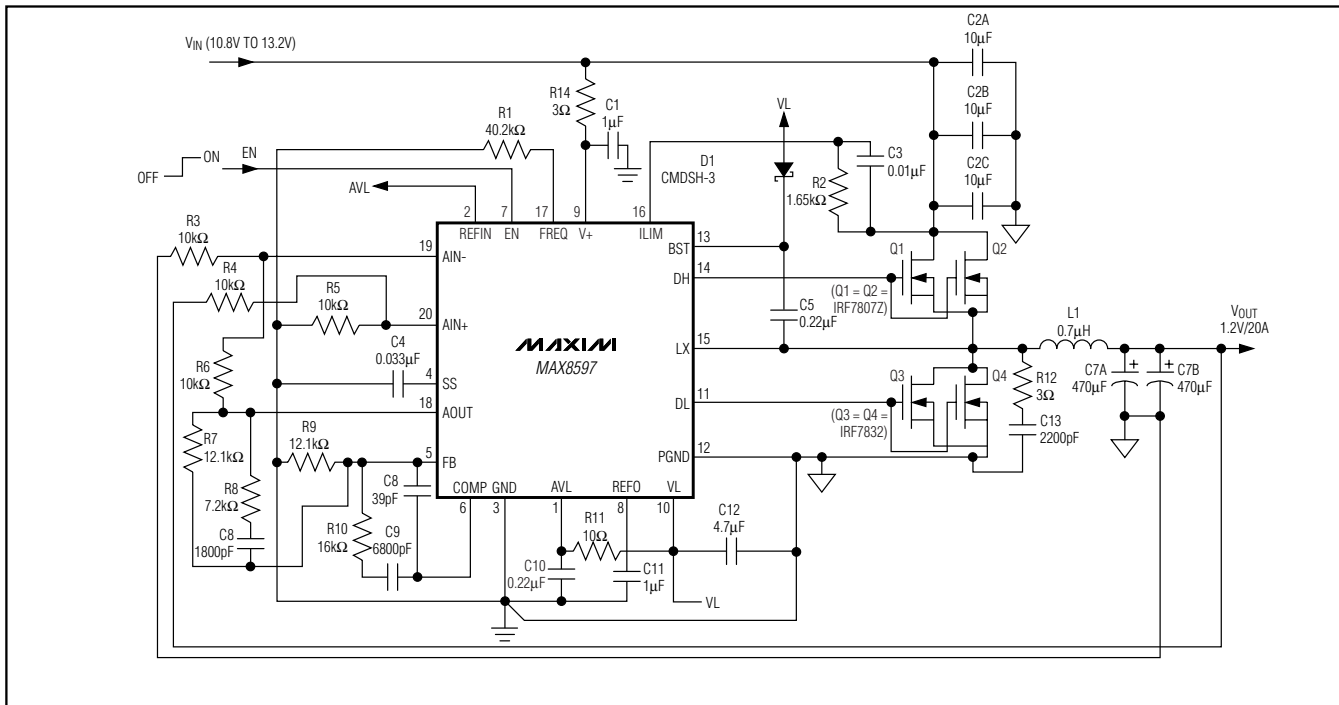 C2A
10µF
VIN (10.8V TO 13.2V)
R14
3Ω
C1
1µF
VL
C2B
10µF
R1
40.2kΩ
OFF
ON
EN
D1
CMDSH-3
C3
0.01µF
C2C
10µF
AVL
R2
1.65kΩ
2
7
17
9
16
REFIN
EN
FREQ
V+
ILIM
R3
10kΩ
19
AIN-
13
BST
Q1
Q2
R4
10kΩ
14
DH
(Q1 = Q2 =
IRF7807Z)
R5
10kΩ
20
AIN+
C5
0.22µF
L1
0.7µH
VOUT
1.2V/20A
C4
0.033µF
MAXIM
MAX8597
15
LX
R6
10kΩ
4
SS
C7A
470µF
C7B
470µF
Q3
Q4
R12
3Ω
18
AOUT
11
DL
(Q3 = Q4 =
IRF7832)
C13
2200pF
R7
12.1kΩ
R9
12.1kΩ
5
FB
12
PGND
R8
7.2kΩ
C8
39pF
COMP
GND
AVL
REFO
VL
6
3
1
8
10
C12
4.7µF
R10
16kΩ
C9
6800pF
R11
10Ω
C8
1800pF
C10
0.22µF
C11
1µF
VL